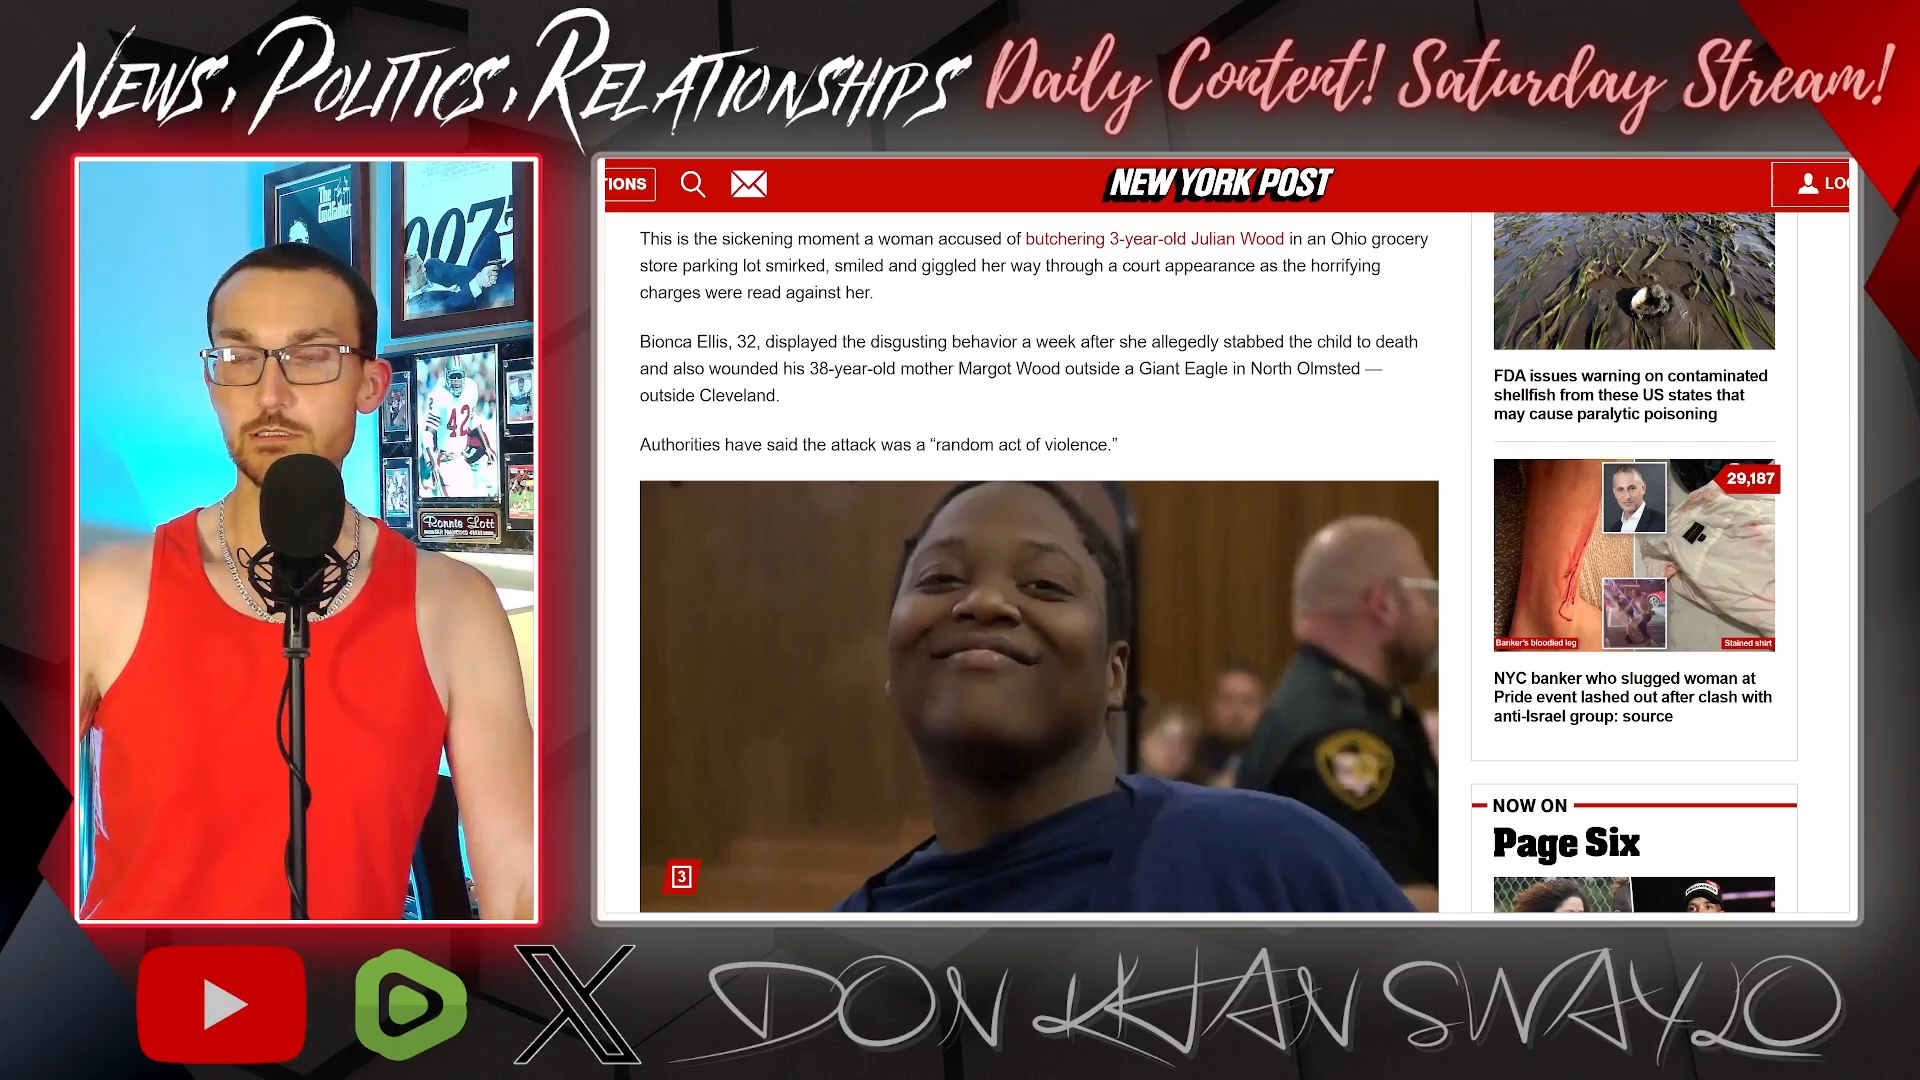 News, Politics, Relationships
Daily Content! Saturday Stream!
The
Godfather
007
42
Ronnie Lott
SAN FRANCISCO 49ERS
TIONS
NEW YORK POST
LO
This is the sickening moment a woman accused of butchering 3-year-old Julian Wood in an Ohio grocery
store parking lot smirked, smiled and giggled her way through a court appearance as the horrifying
charges were read against her.
Bionca Ellis, 32, displayed the disgusting behavior a week after she allegedly stabbed the child to death
and also wounded his 38-year-old mother Margot Wood outside a Giant Eagle in North Olmsted —
outside Cleveland.
Authorities have said the attack was a “random act of violence.”
3
FDA issues warning on contaminated
shellfish from these US states that
may cause paralytic poisoning
29,187
Banker's bloodied leg
Stained shirt
NYC banker who slugged woman at
Pride event lashed out after clash with
anti-Israel group: source
NOW ON
Page Six
X
DON KHAN SWAYLO